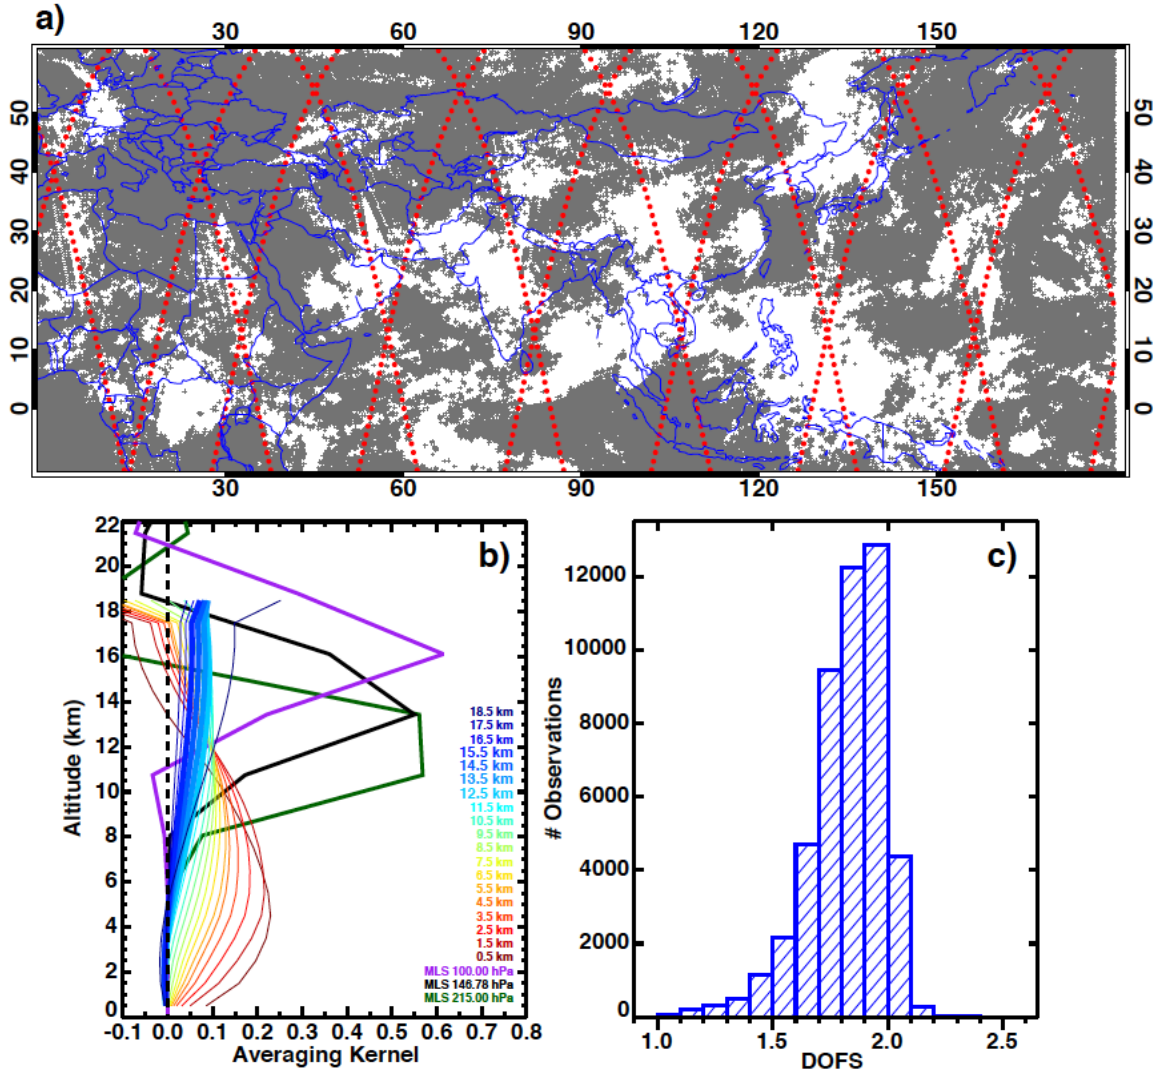 a)
30 60 90 120 150
50 50
40 40
30 30
20 20
10 10
0 0
30 60 90 120 150
b)
22
20
18
16
14
12
10
8
6
4
2
0
Altitude (km)
18.5 km
17.5 km
16.5 km
15.5 km
14.5 km
13.5 km
12.5 km
11.5 km
10.5 km
9.5 km
8.5 km
7.5 km
6.5 km
5.5 km
4.5 km
3.5 km
2.5 km
1.5 km
0.5 km
MLS 100.00 hPa
MLS 146.78 hPa
MLS 215.00 hPa
-0.1 0.0 0.1 0.2 0.3 0.4 0.5 0.6 0.7 0.8
Averaging Kernel
c)
12000
10000
8000
6000
4000
2000
0
# Observations
1.0 1.5 2.0 2.5
DOFS